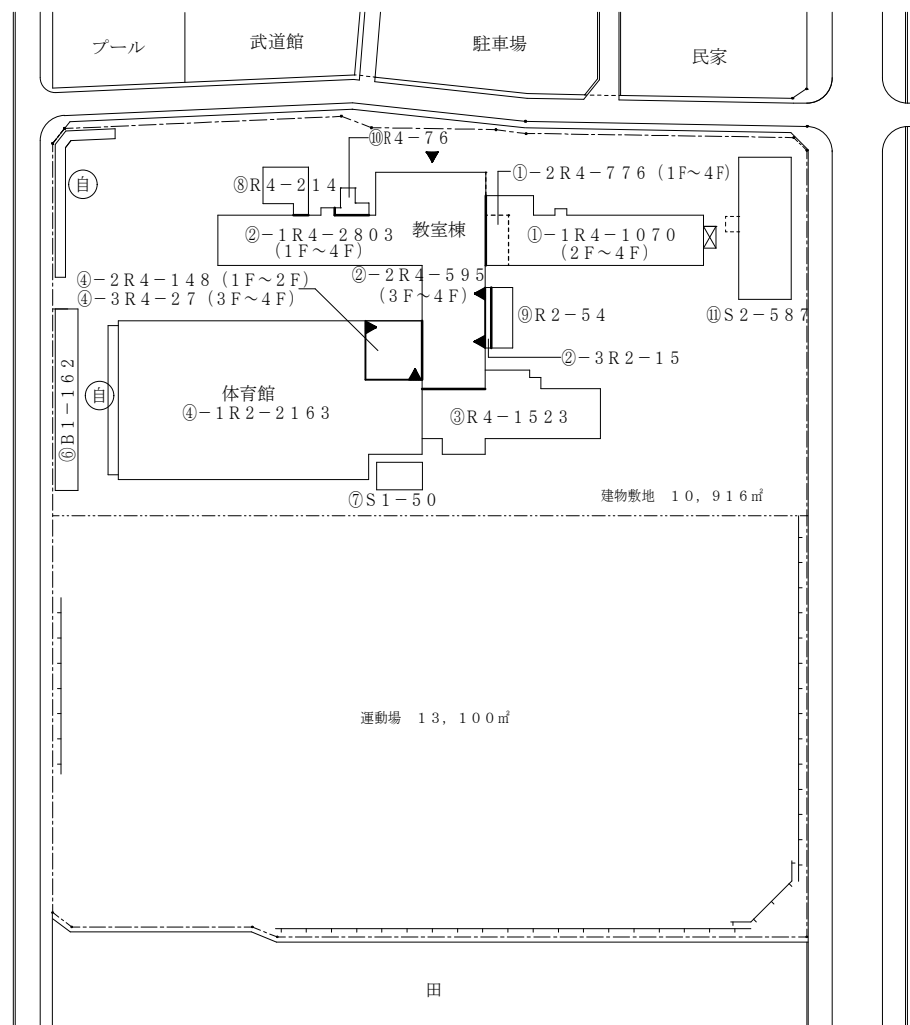 プール
武道館
駐車場
民家
⑩R4-76
自
⑧R4-214
①-2R4-776(1F~4F)
教室棟
②-1R4-2803
(1F~4F)
①-1R4-1070
(2F~4F)
④-2R4-148(1F~2F)
④-3R4-27(3F~4F)
②-2R4-595
(3F~4F)
⑨R2-54
⑪S2-587
②-3R2-15
⑥B1-162
自
体育館
④-1R2-2163
③R4-1523
⑦S1-50
建物敷地 10,916㎡
運動場 13,100㎡
田